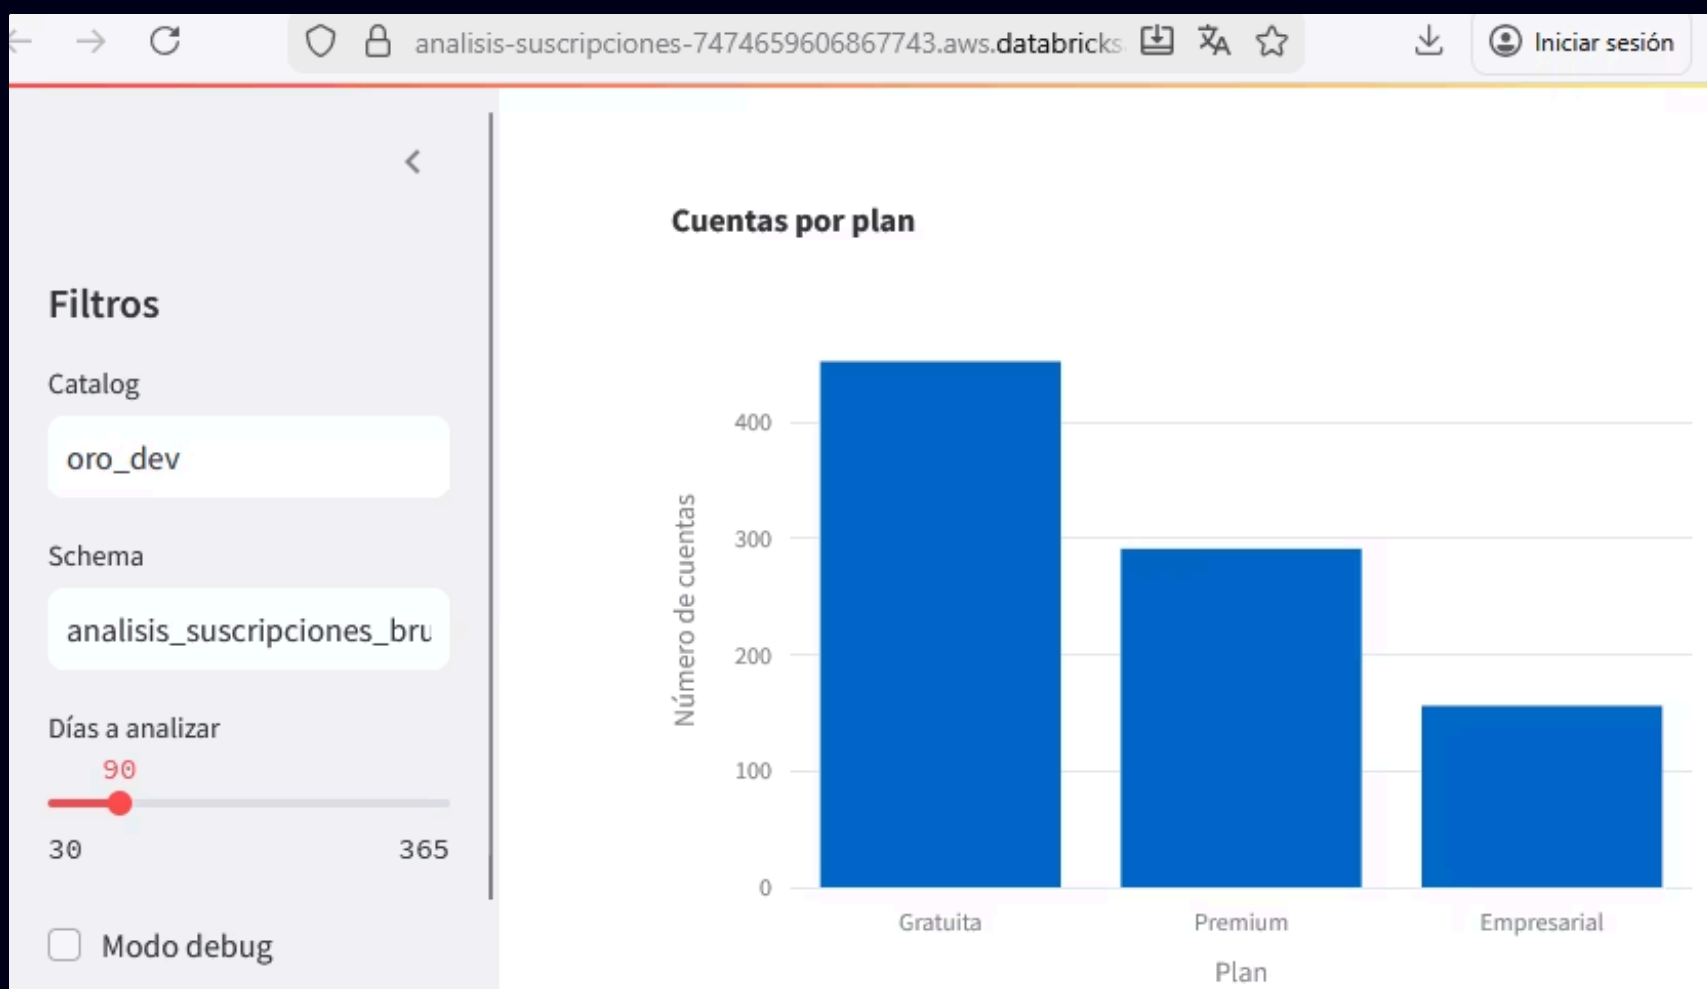 analisis-suscripciones-7474659606867743.aws.databricks
Iniciar sesión
Filtros
Catalog
oro_dev
Schema
analisis_suscripciones_bru
Días a analizar
90
30 365
Modo debug
Cuentas por plan
Número de cuentas
400
300
200
100
0
Gratuita Premium Empresarial
Plan